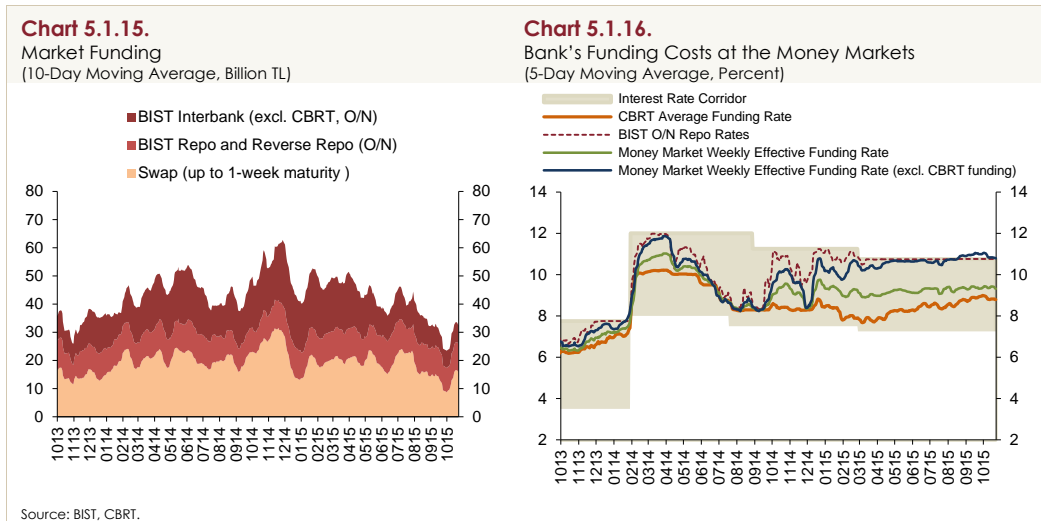 Chart 5.1.15.
Market Funding
(10-Day Moving Average, Billion TL)
BIST Interbank (excl. CBRT, O/N)
BIST Repo and Reverse Repo (O/N)
Swap (up to 1-week maturity )
80 80
70 70
60 60
50 50
40 40
30 30
20 20
10 10
0 0
1013 1113 1213 0114 0214 0314 0414 0514 0614 0714 0814 0914 1014 1114 1214 0115 0215 0315 0415 0515 0615 0715 0815 0915 1015
Source: BIST, CBRT.
Chart 5.1.16.
Bank's Funding Costs at the Money Markets
(5-Day Moving Average, Percent)
Interest Rate Corridor
CBRT Average Funding Rate
BIST O/N Repo Rates
Money Market Weekly Effective Funding Rate
Money Market Weekly Effective Funding Rate (excl. CBRT funding)
14 14
12 12
10 10
8 8
6 6
4 4
2 2
1013 1113 1213 0114 0214 0314 0414 0514 0614 0714 0814 0914 1014 1114 1214 0115 0215 0315 0415 0515 0615 0715 0815 0915 1015